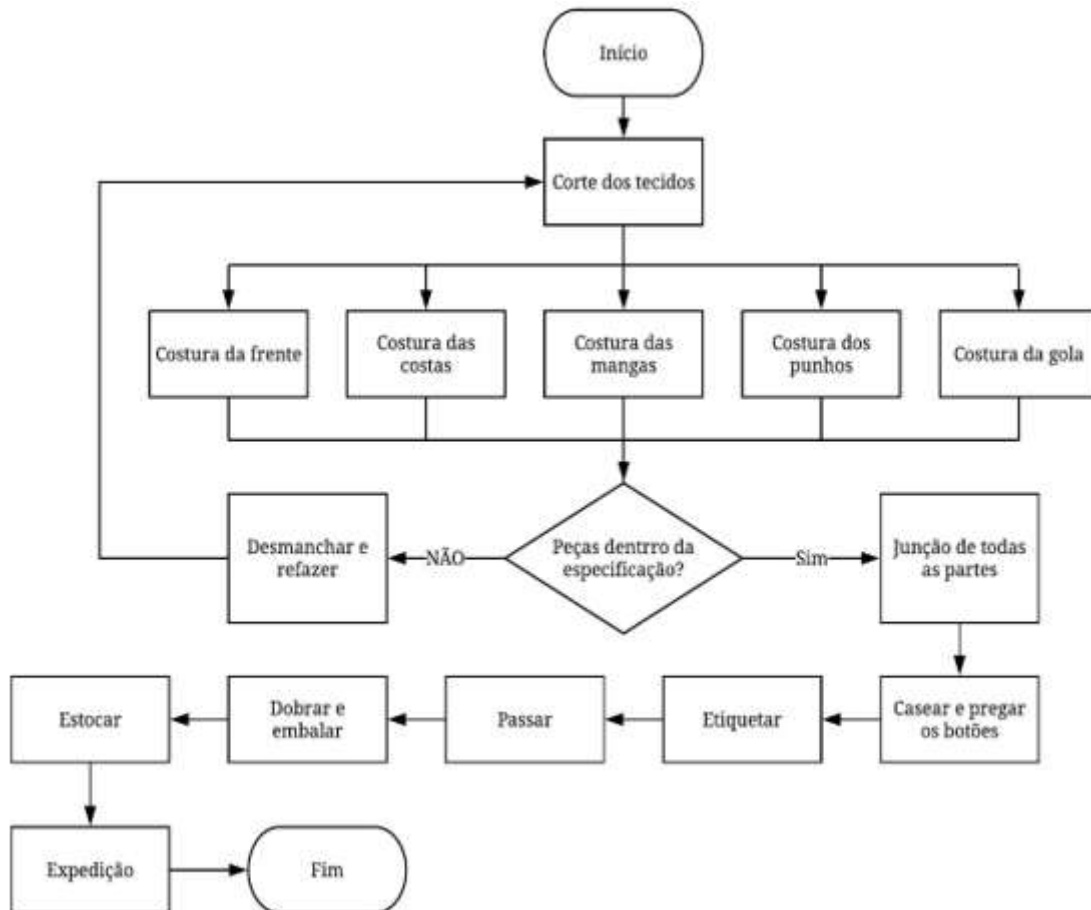 Início
Corte dos tecidos
Costura da frente
Costura das
costas
Costura das
mangas
Costura dos
punhos
Costura da gola
Desmanchar e
refazer
NÃO
Peças dentrro da
especificação?
Sim
Junção de todas
as partes
Estocar
Dobrar e
embalar
Passar
Etiquetar
Casear e pregar
os botões
Expedição
Fim